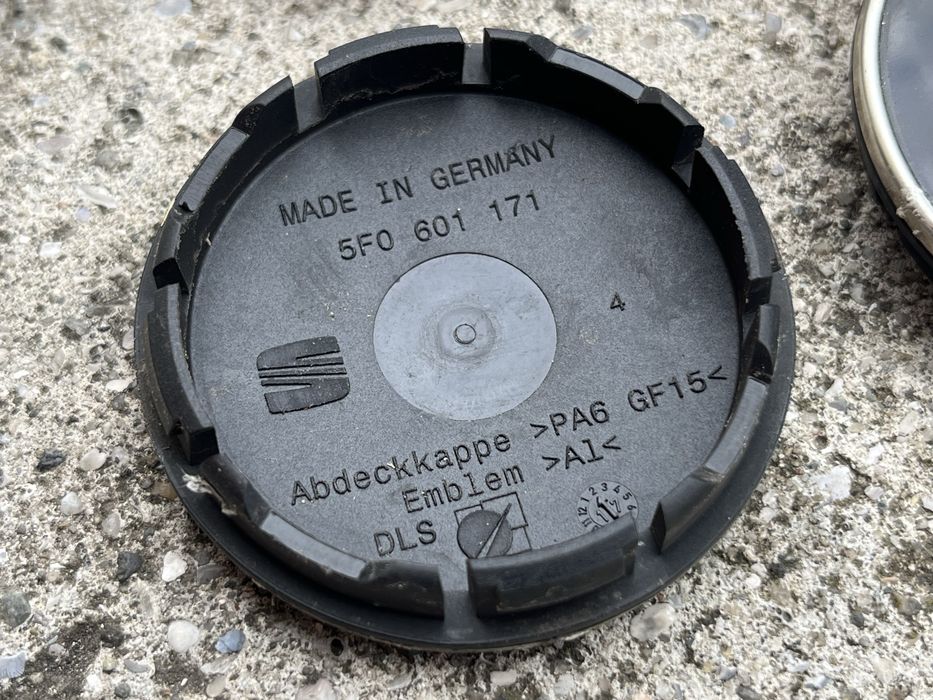 MADE IN GERMANY
5F0 601 171
4
Abdeckkappe >PA6 GF15<
Emblem >Al<
DLS